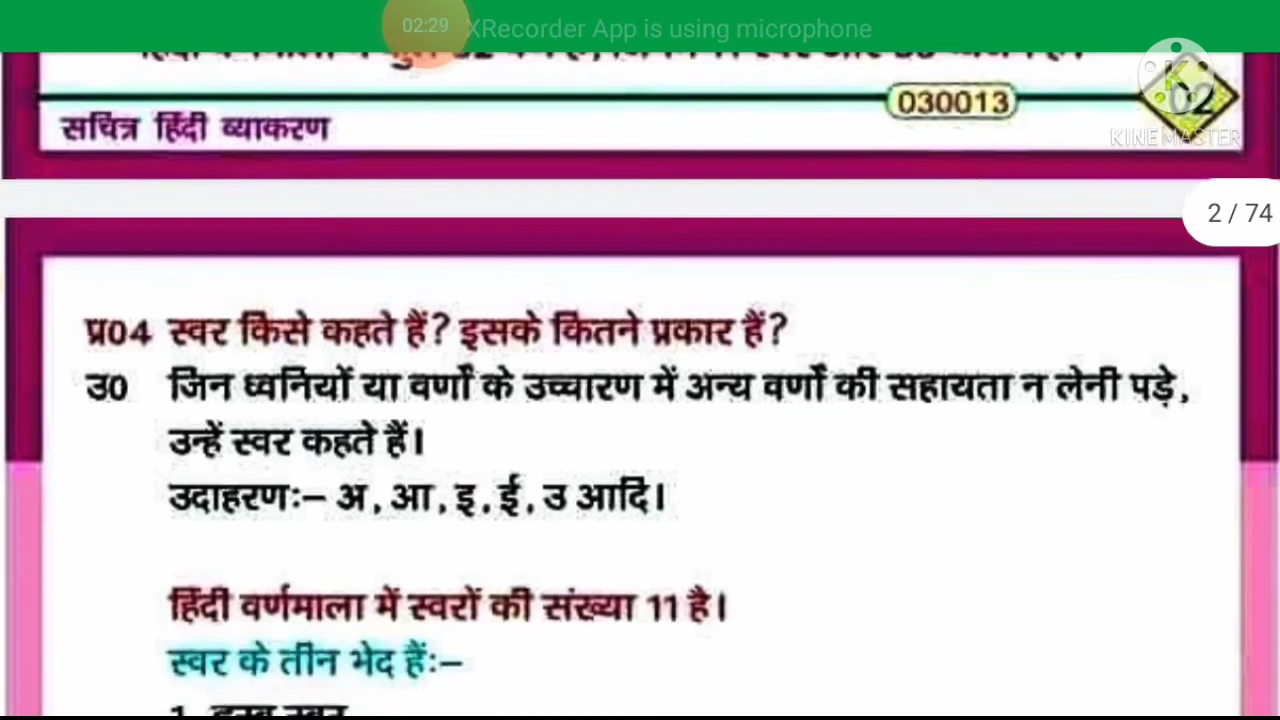 02:29 XRecorder App is using microphone
030013
02
सचित्र हिंदी व्याकरण
KINEMASTER
2 / 74
प्र04 स्वर किसे कहते हैं? इसके कितने प्रकार हैं?
उ0 जिन ध्वनियों या वर्णों के उच्चारण में अन्य वर्णों की सहायता न लेनी पड़े,
उन्हें स्वर कहते हैं।
उदाहरणः– अ, आ, इ, ई, उ आदि।
हिंदी वर्णमाला में स्वरों की संख्या 11 है।
स्वर के तीन भेद हैंः–